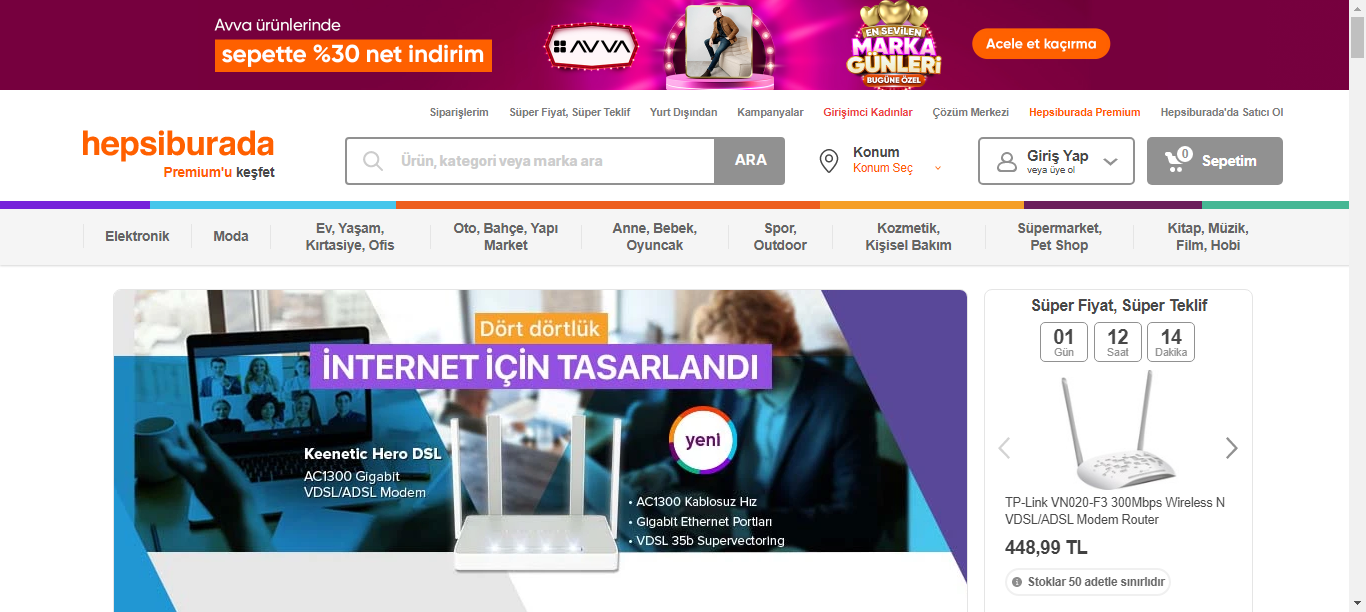 Avva ürünlerinde
sepette %30 net indirim
AVVA
EN SEVİLEN
MARKA
GÜNLERİ
BUGÜNE ÖZEL
Acele et kaçırma
Siparişlerim
Süper Fiyat, Süper Teklif
Yurt Dışından
Kampanyalar
Girişimci Kadınlar
Çözüm Merkezi
Hepsiburada Premium
Hepsiburada'da Satıcı Ol
hepsiburada
Premium'u keşfet
Ürün, kategori veya marka ara
ARA
Konum
Konum Seç
Giriş Yap
veya üye ol
0
Sepetim
Elektronik
Moda
Ev, Yaşam,
Kırtasiye, Ofis
Oto, Bahçe, Yapı
Market
Anne, Bebek,
Oyuncak
Spor,
Outdoor
Kozmetik,
Kişisel Bakım
Süpermarket,
Pet Shop
Kitap, Müzik,
Film, Hobi
Dört dörtlük
İNTERNET İÇİN TASARLANDI
yeni
Keenetic Hero DSL
AC1300 Gigabit
VDSL/ADSL Modem
• AC1300 Kablosuz Hız
• Gigabit Ethernet Portları
• VDSL 35b Supervectoring
Süper Fiyat, Süper Teklif
01 12 14
Gün Saat Dakika
TP-Link VN020-F3 300Mbps Wireless N
VDSL/ADSL Modem Router
448,99 TL
Stoklar 50 adetle sınırlıdır